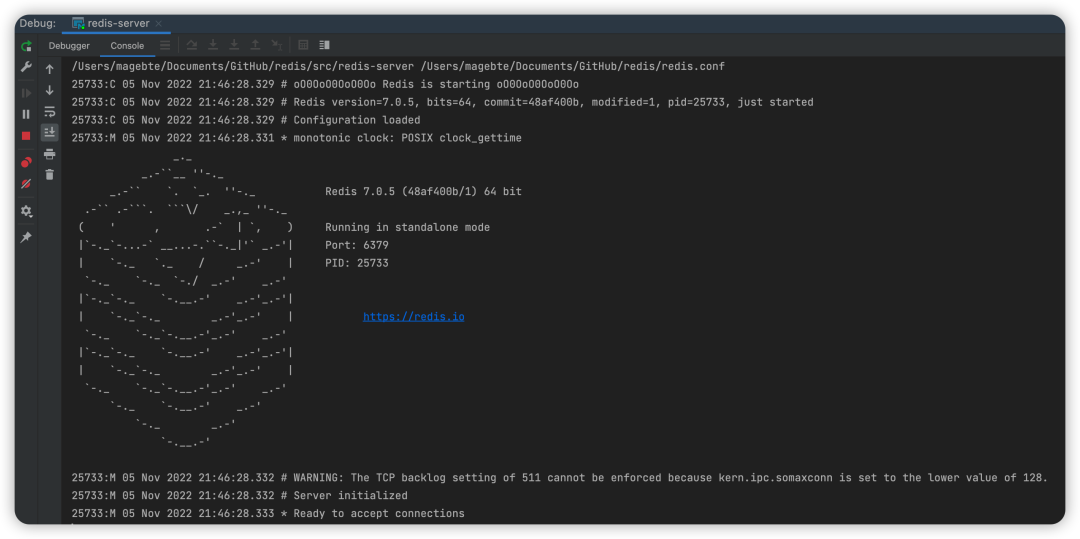 Debug: redis-server
Debugger Console
/Users/magebte/Documents/GitHub/redis/src/redis-server /Users/magebte/Documents/GitHub/redis/redis.conf
25733:C 05 Nov 2022 21:46:28.329 # oO0OoO0OoO0Oo Redis is starting oO0OoO0OoO0Oo
25733:C 05 Nov 2022 21:46:28.329 # Redis version=7.0.5, bits=64, commit=48af400b, modified=1, pid=25733, just started
25733:C 05 Nov 2022 21:46:28.329 # Configuration loaded
25733:M 05 Nov 2022 21:46:28.331 * monotonic clock: POSIX clock_gettime
Redis 7.0.5 (48af400b/1) 64 bit
Running in standalone mode
Port: 6379
PID: 25733
https://redis.io
25733:M 05 Nov 2022 21:46:28.332 # WARNING: The TCP backlog setting of 511 cannot be enforced because kern.ipc.somaxconn is set to the lower value of 128.
25733:M 05 Nov 2022 21:46:28.332 # Server initialized
25733:M 05 Nov 2022 21:46:28.333 * Ready to accept connections